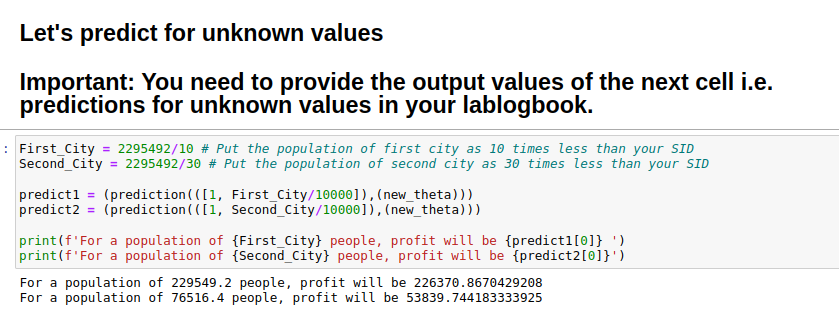 Let's predict for unknown values
Important: You need to provide the output values of the next cell i.e.
predictions for unknown values in your lablogbook.
: First_City = 2295492/10 # Put the population of first city as 10 times less than your SID
Second_City = 2295492/30 # Put the population of second city as 30 times less than your SID
predict1 = (prediction(([1, First_City/10000]),(new_theta)))
predict2 = (prediction(([1, Second_City/10000]),(new_theta)))
print(f'For a population of {First_City} people, profit will be {predict1[0]} ')
print(f'For a population of {Second_City} people, profit will be {predict2[0]}')
For a population of 229549.2 people, profit will be 226370.8670429208
For a population of 76516.4 people, profit will be 53839.744183333925